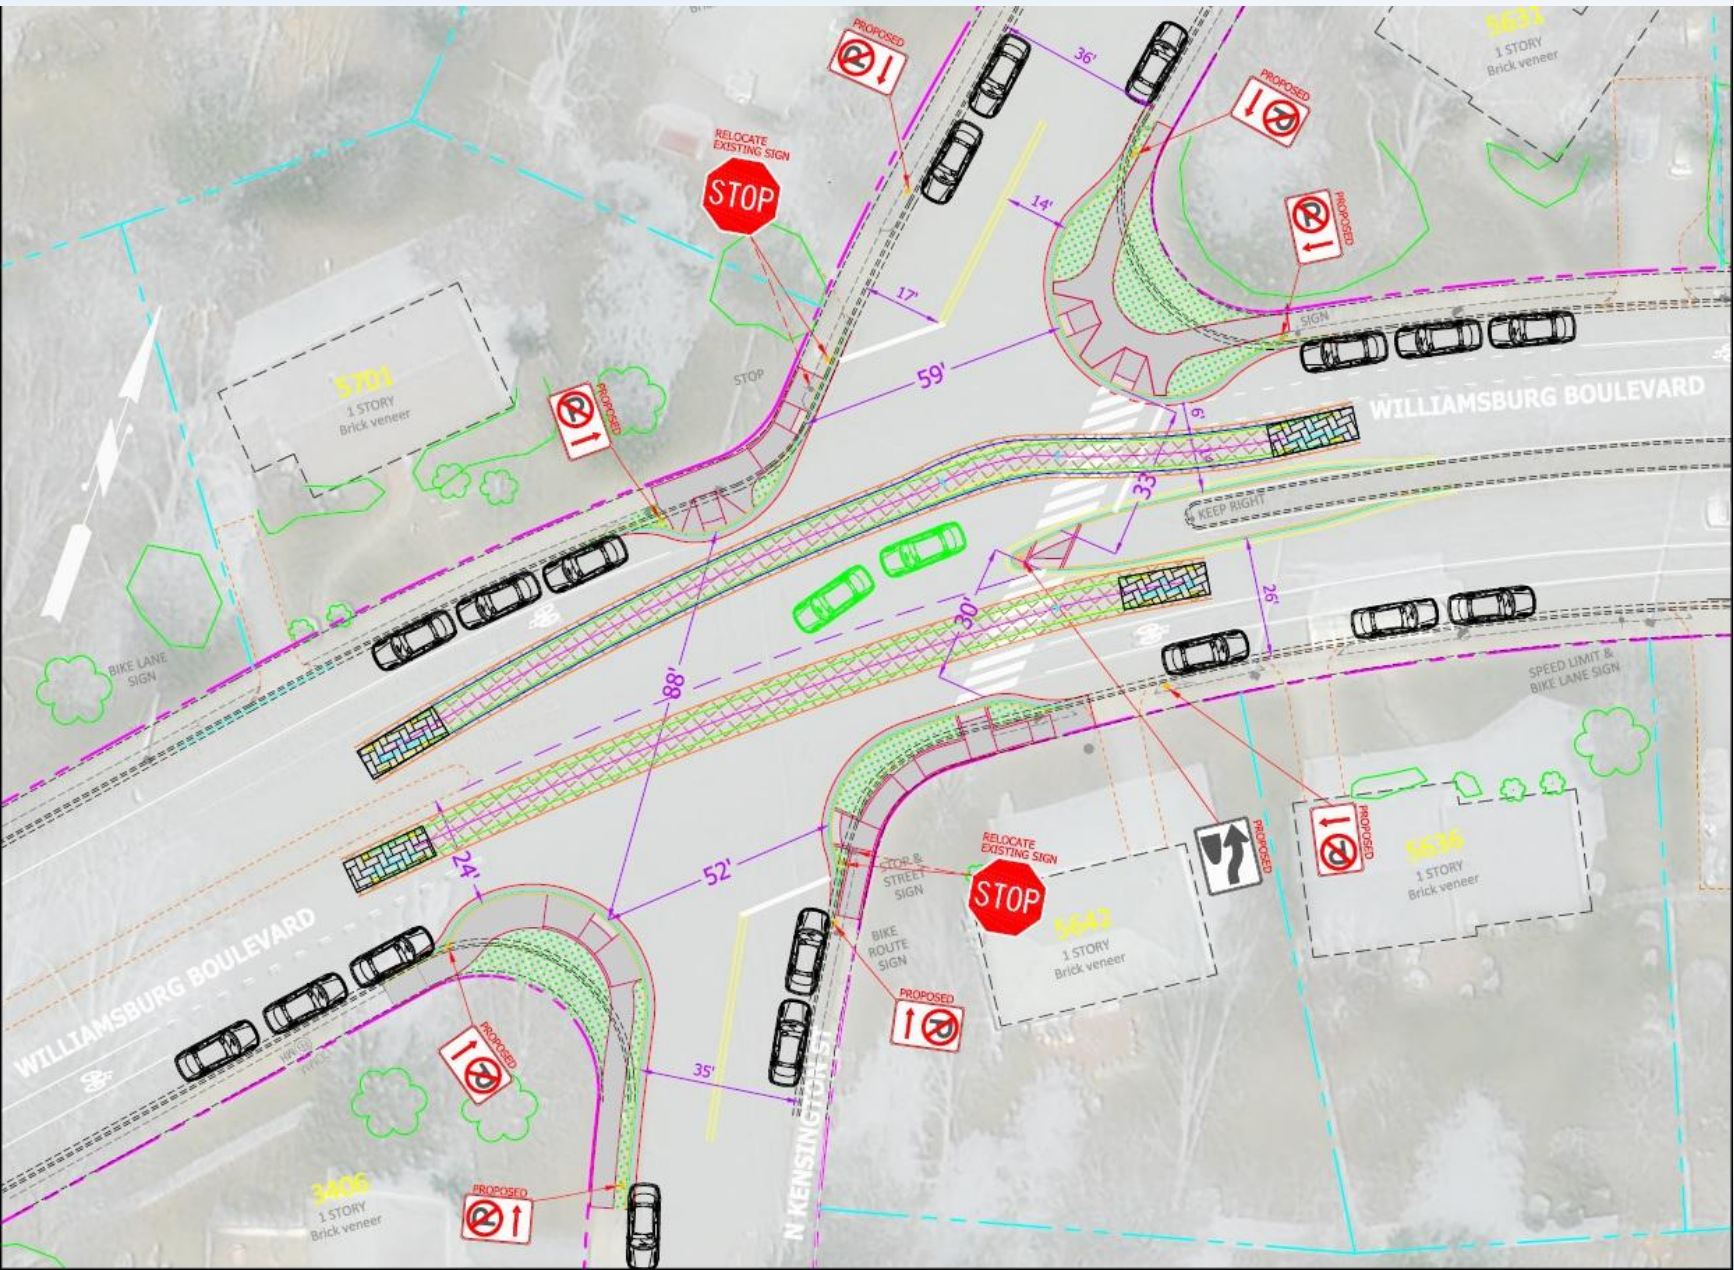 5631
1 STORY
Brick veneer
PROPOSED
P
36'
PROPOSED
P
RELOCATE
EXISTING SIGN
STOP
14'
PROPOSED
P
17'
SIGN
5701
1 STORY
Brick veneer
STOP
59'
PROPOSED
P
WILLIAMSBURG BOULEVARD
6'
33'
KEEP RIGHT
30'
26'
BIKE LANE
SIGN
88'
SPEED LIMIT &
BIKE LANE SIGN
24'
52'
RELOCATE
EXISTING SIGN
STOP
STOP &
STREET
SIGN
PROPOSED
PROPOSED
P
5636
1 STORY
Brick veneer
WILLIAMSBURG BOULEVARD
BIKE
ROUTE
SIGN
5642
1 STORY
Brick veneer
PROPOSED
P
PROPOSED
P
35'
N KENSINGTON ST
3406
1 STORY
Brick veneer
PROPOSED
P